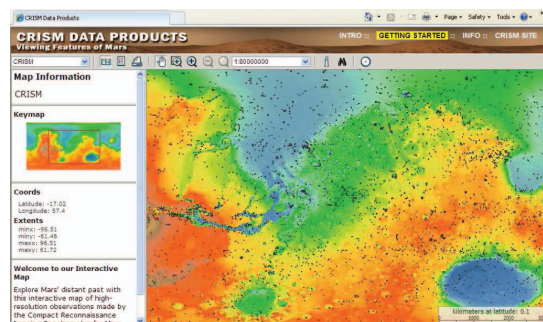 CRISM Data Products
Page Safety Tools
CRISM DATA PRODUCTS
Viewing Features of Mars
INTRO :: GETTING STARTED :: INFO :: CRISM SITE
CRISM
1:80000000
Map Information
CRISM
Keymap
Coords
Latitude: -17.02
Longitude: 57.4
Extents
minx: -96.51
miny: -61.46
maxx: 96.51
maxy: 61.72
Welcome to our Interactive
Map
Explore Mars' distant past with
this interactive map of high-
resolution observations made by
the Compact Reconnaissance
kilometers at latitude: 0.1
1000 2000